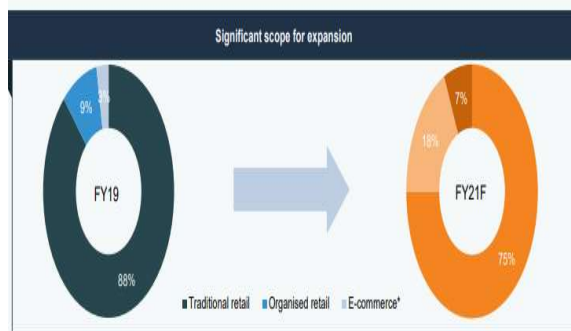 Significant scope for expansion
3%
9%
FY19
88%
7%
18%
FY21F
75%
Traditional retail Organised retail E-commerce*